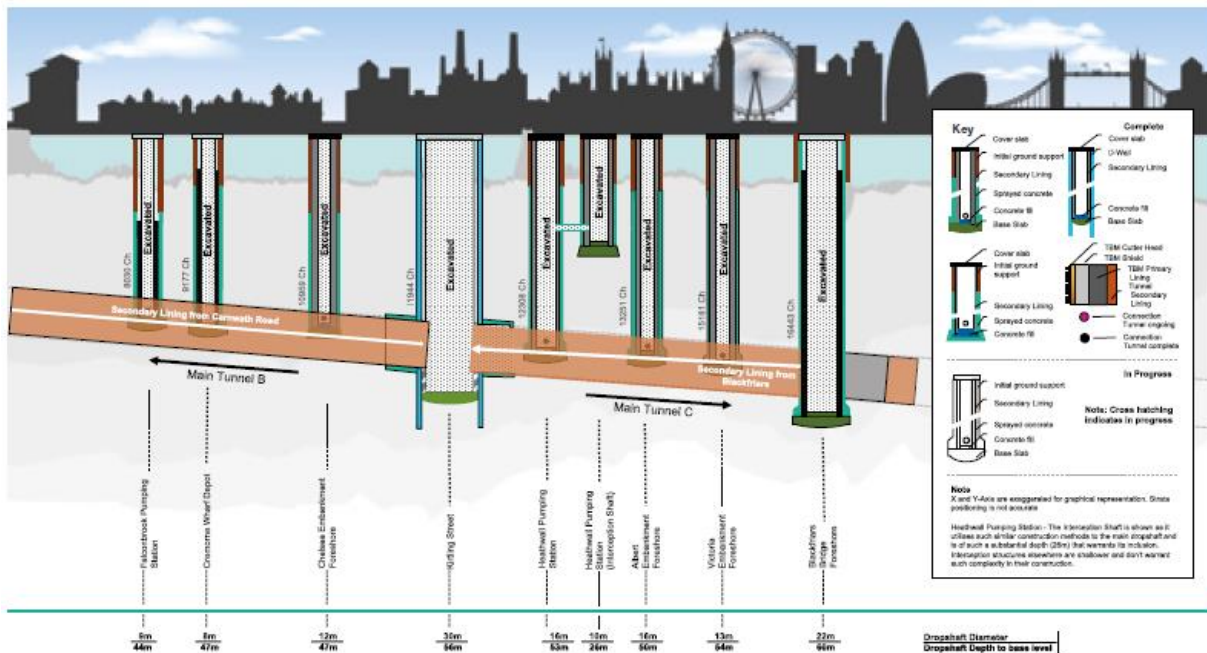 Key
Complete
Cover slab
Initial ground support
Secondary Lining
Sprayed concrete
Concrete fill
Base Slab
Cover slab
D-Wall
Secondary Lining
Concrete fill
Base Slab
Cover slab
Initial ground
support
Secondary Lining
Sprayed concrete
Concrete fill
TBM Cutter Head
TBM Shield
TBM Primary
Lining
Tunnel
Secondary
Lining
Connection
Tunnel ongoing
Connection
Tunnel complete
In Progress
Initial ground support
Secondary Lining
Sprayed concrete
Concrete fill
Base Slab
Note: Cross hatching
indicates in progress
Note
X and Y-Axis are exaggerated for graphical representation. Strata
positioning is not accurate
Heathwall Pumping Station - The Interception Shaft is shown as it
utilises such similar construction methods to the main dropshaft and
is of such a substantial depth (26m) that warrants its inclusion.
Interception structures elsewhere are shallower and don't warrant
such complexity in their construction.
Excavated
Excavated
Excavated
Excavated
Excavated
Excavated
Excavated
Excavated
Excavated
9177 Ch
10959 Ch
11944 Ch
12308 Ch
15181 Ch
16443 Ch
Secondary Lining from Carnwath Road
Main Tunnel B
Secondary Lining from
Blackfriars
Main Tunnel C
Falconbrook Pumping
Station
Cremorne Wharf Depot
Chelsea Embankment
Foreshore
Kirtling Street
Heathwall Pumping
Station
Heathwall Pumping
Station
(Interception Shaft)
Albert
Embankment
Foreshore
Victoria
Embankment
Foreshore
Blackfriars
Bridge
Foreshore
9m
44m
8m
47m
12m
47m
30m
56m
16m
53m
10m
26m
16m
50m
13m
54m
22m
60m
Dropshaft Diameter
Dropshaft Depth to base level